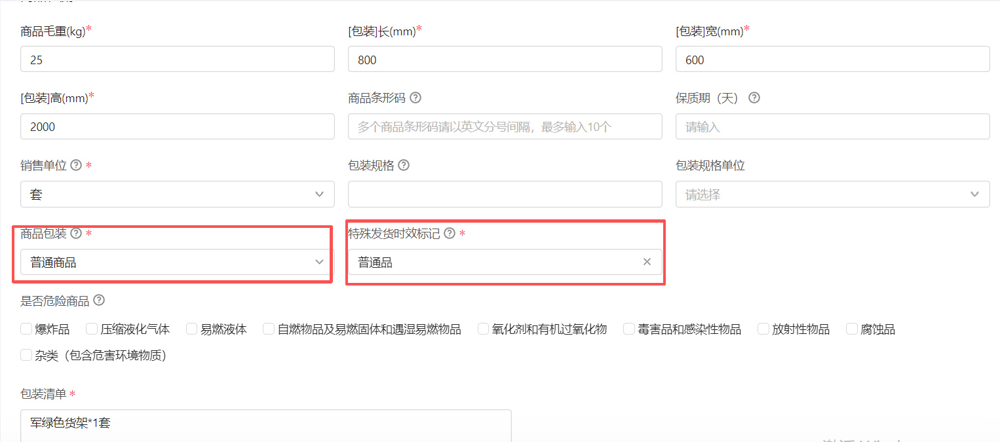 商品毛重(kg)* [包装]长(mm)* [包装]宽(mm)*
25 800 600
[包装]高(mm)* 商品条形码 ? 保质期（天） ?
2000 多个商品条形码请以英文分号间隔，最多输入10个 请输入
销售单位 ? * 包装规格 ? 包装规格单位
套 请选择
商品包装 ? * 特殊发货时效标记 ? *
普通商品 普通品
是否危险商品 ?
爆炸品 压缩液化气体 易燃液体 自燃物品及易燃固体和遇湿易燃物品 氧化剂和有机过氧化物 毒害品和感染性物品 放射性物品 腐蚀品
杂类（包含危害环境物质）
包装清单 *
军绿色货架*1套